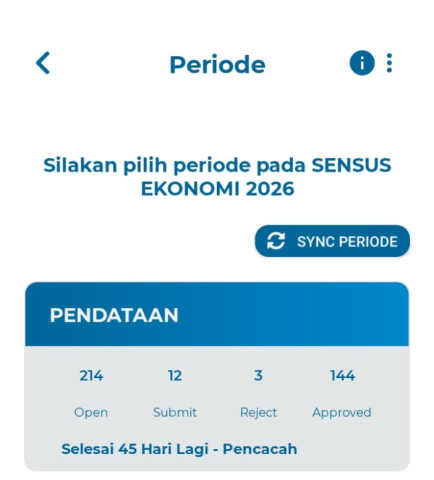 Periode
Silakan pilih periode pada SENSUS
EKONOMI 2026
SYNC PERIODE
PENDATAAN
214 12 3 144
Open Submit Reject Approved
Selesai 45 Hari Lagi - Pencacah